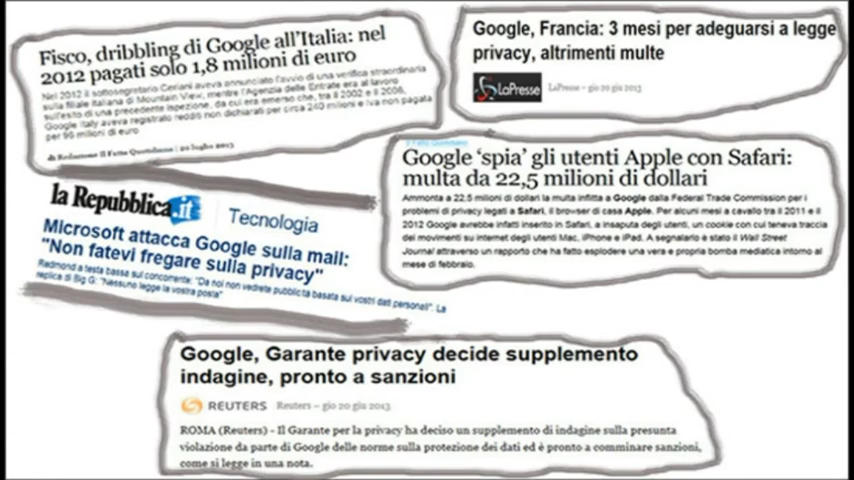 Fisco, dribbling di Google all'Italia: nel
2012 pagati solo 1,8 milioni di euro
Nel 2012 il sottosegretario Ceriani aveva annunciato l'avvio di una verifica straordinaria
sulla filiale italiana di Mountain View, mentre l'Agenzia delle Entrate era al lavoro
sull'esito di una precedente ispezione, da cui era emerso che, tra il 2002 e il 2006,
Google Italy aveva registrato redditi non dichiarati per circa 240 milioni e Iva non pagata
per 96 milioni di euro
di Redazione Il Fatto Quotidiano | 20 luglio 2013
Google, Francia: 3 mesi per adeguarsi a legge
privacy, altrimenti multe
LaPresse LaPresse – gio 20 giu 2013
Il Fatto Quotidiano
Google 'spia' gli utenti Apple con Safari:
multa da 22,5 milioni di dollari
Ammonta a 22,5 milioni di dollari la multa inflitta a Google dalla Federal Trade Commission per i
problemi di privacy legati a Safari, il browser di casa Apple. Per alcuni mesi a cavallo tra il 2011 e il
2012 Google avrebbe infatti inserito in Safari, a insaputa degli utenti, un cookie con cui teneva traccia
dei movimenti su internet degli utenti Mac, iPhone e iPad. A segnalarlo è stato il Wall Street
Journal attraverso un rapporto che ha fatto esplodere una vera e propria bomba mediatica intorno al
mese di febbraio.
la Repubblica.it Tecnologia
Microsoft attacca Google sulla mail:
"Non fatevi fregare sulla privacy"
Redmond a testa bassa sul concorrente: "Da noi non vedrete pubblicità basata sui vostri dati personali". La
replica di Big G: "Nessuno legge la vostra posta"
Google, Garante privacy decide supplemento
indagine, pronto a sanzioni
REUTERS Reuters – gio 20 giu 2013
ROMA (Reuters) - Il Garante per la privacy ha deciso un supplemento di indagine sulla presunta
violazione da parte di Google delle norme sulla protezione dei dati ed è pronto a comminare sanzioni,
come si legge in una nota.